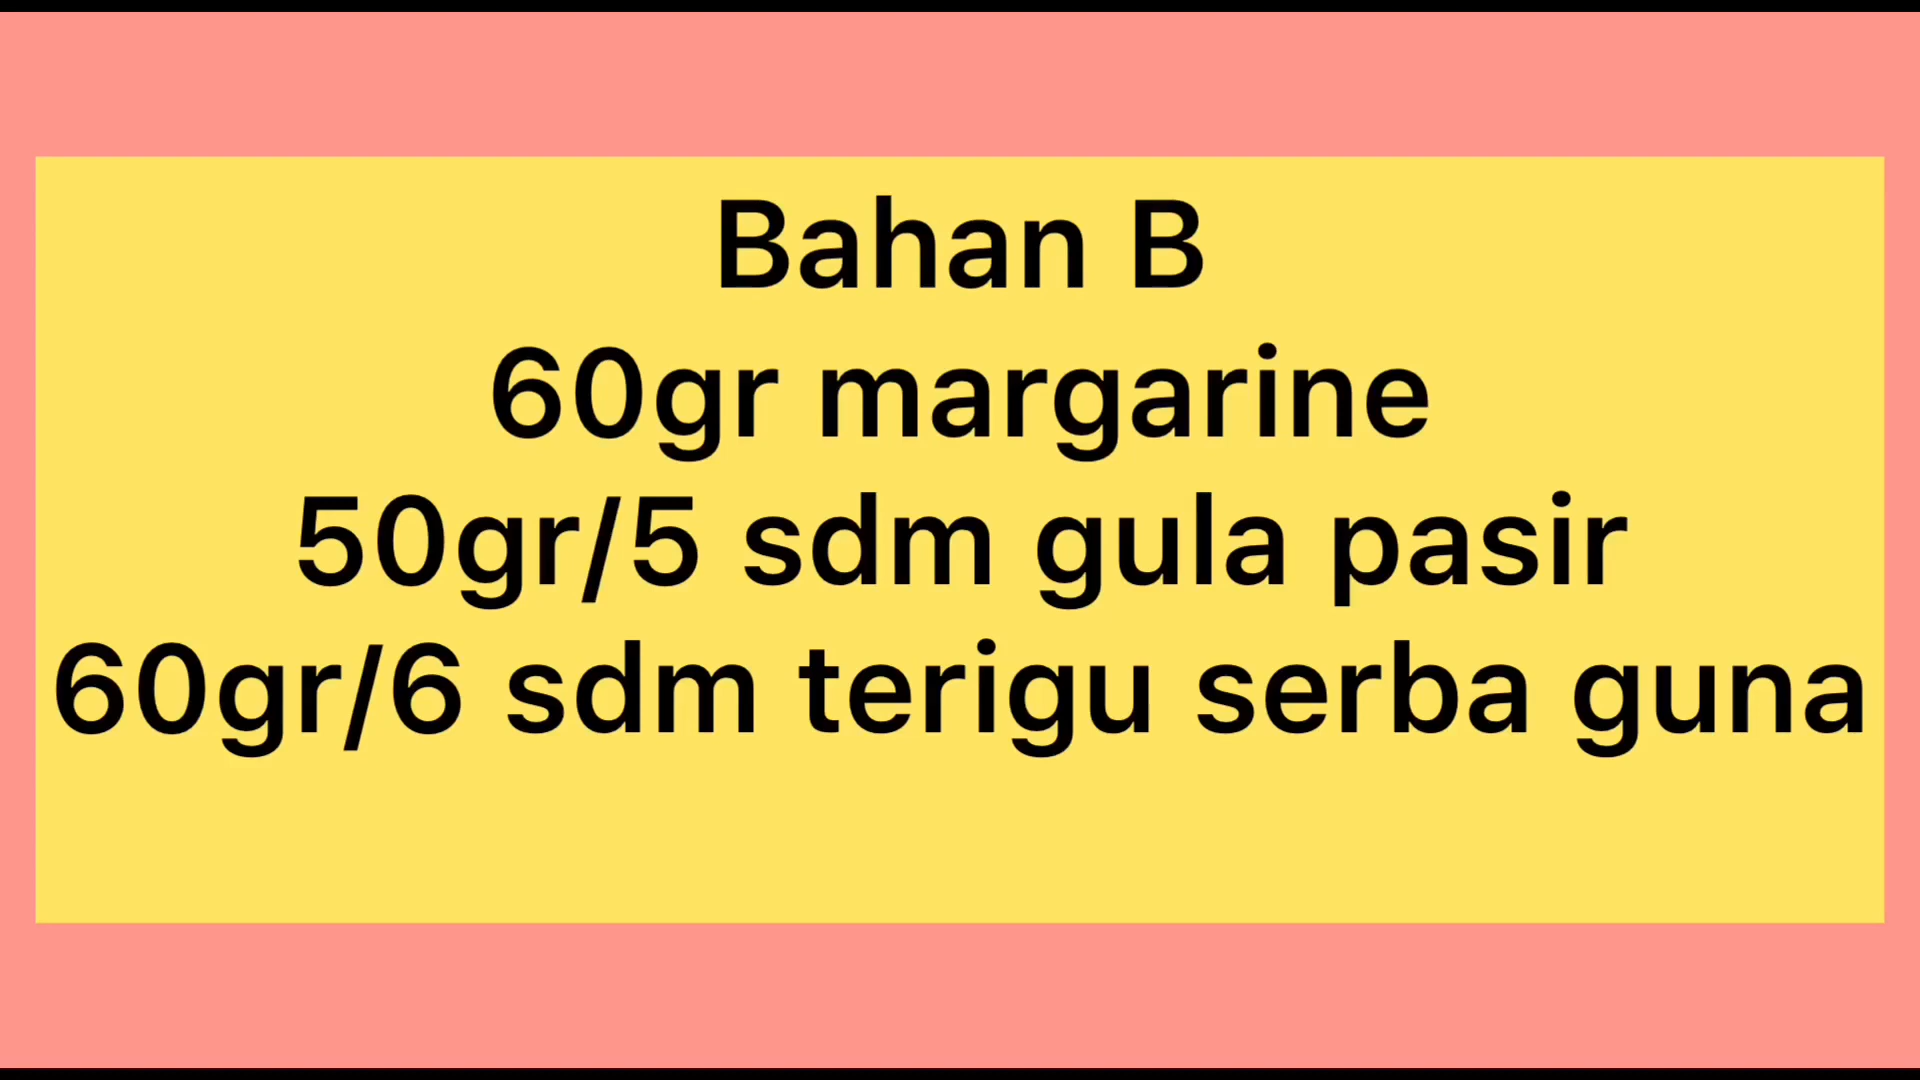 Bahan B
60gr margarine
50gr/5 sdm gula pasir
60gr/6 sdm terigu serba guna